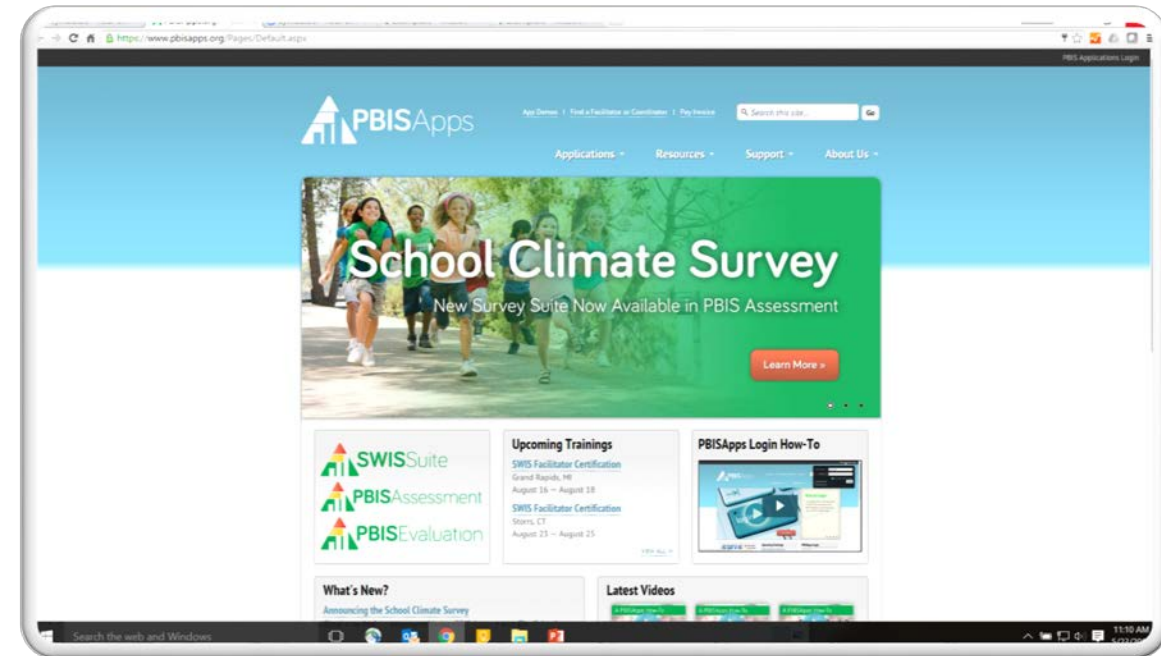 https://www.pbisapps.org/Pages/Default.aspx
PBIS Applications Login
PBISApps
App Demos | Find a Facilitator or Coordinator | Pay Invoice
Search this site...
Go
Applications
Resources
Support
About Us
School Climate Survey
New Survey Suite Now Available in PBIS Assessment
Learn More »
SWISSuite
PBISAssessment
PBISEvaluation
Upcoming Trainings
SWIS Facilitator Certification
Grand Rapids, MI
August 16 — August 18
SWIS Facilitator Certification
Storrs, CT
August 23 — August 25
VIEW ALL
PBISApps Login How-To
What's New?
Announcing the School Climate Survey
Latest Videos
Search the web and Windows
11:10 AM